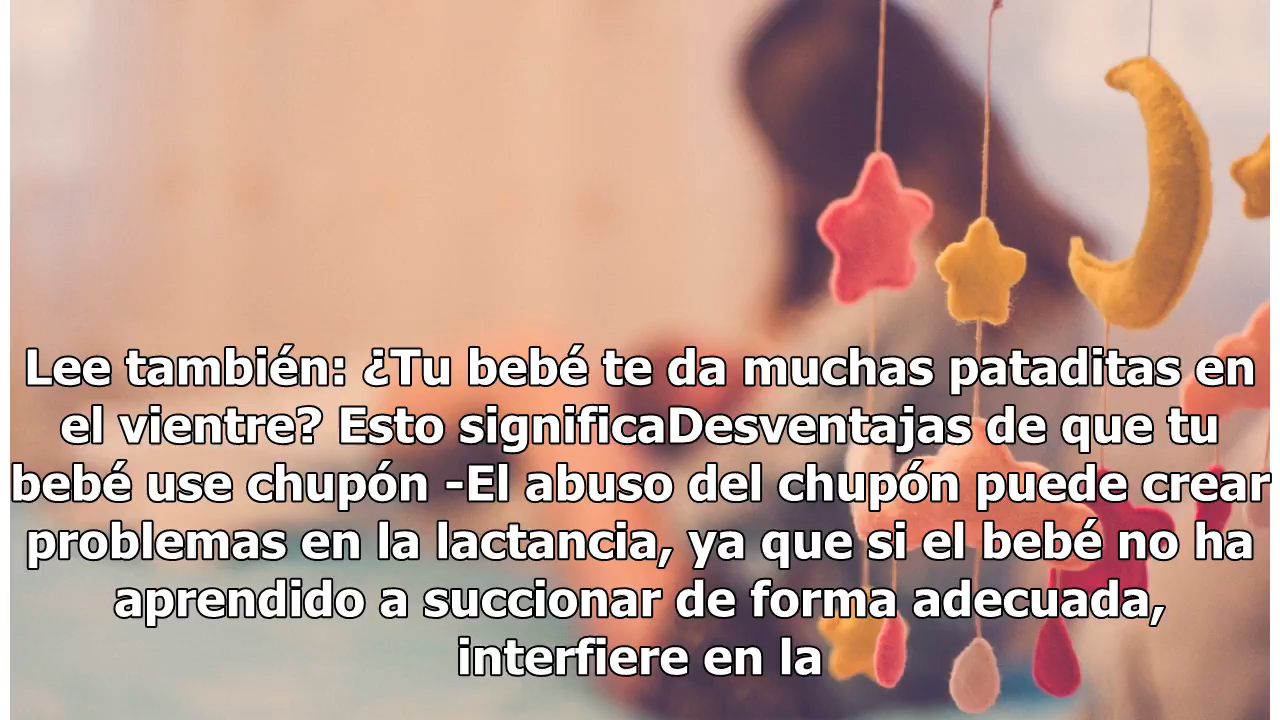 Lee también: ¿Tu bebé te da muchas pataditas en
el vientre? Esto significaDesventajas de que tu
bebé use chupón -El abuso del chupón puede crear
problemas en la lactancia, ya que si el bebé no ha
aprendido a succionar de forma adecuada,
interfiere en la